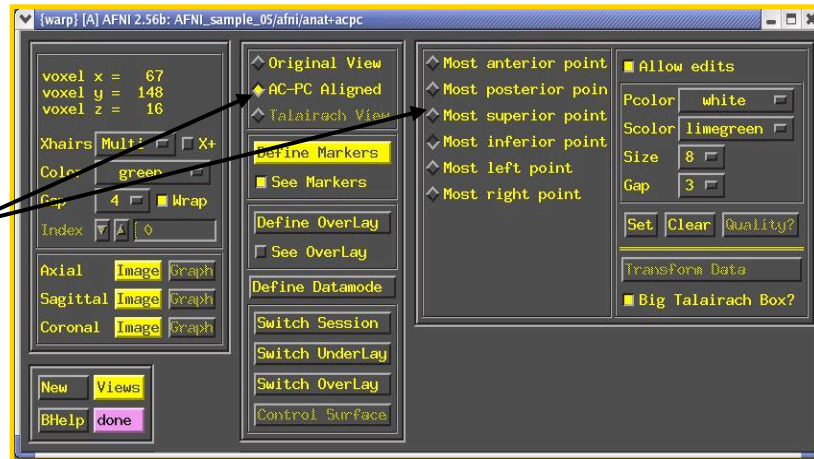 {warp} [A] AFNI 2.56b: AFNI_sample_05/afni/anat+acpc
voxel x = 67
voxel y = 148
voxel z = 16
Xhairs Multi X+
Color green
Gap 4 Wrap
Index 0
Axial Image Graph
Sagittal Image Graph
Coronal Image Graph
New Views
BHelp done
Original View
AC-PC Aligned
Talairach View
Define Markers
See Markers
Define OverLay
See OverLay
Define Datamode
Switch Session
Switch UnderLay
Switch OverLay
Control Surface
Most anterior point
Most posterior poin
Most superior point
Most inferior point
Most left point
Most right point
Allow edits
Pcolor white
Scolor limegreen
Size 8
Gap 3
Set Clear Quality?
Transform Data
Big Talairach Box?